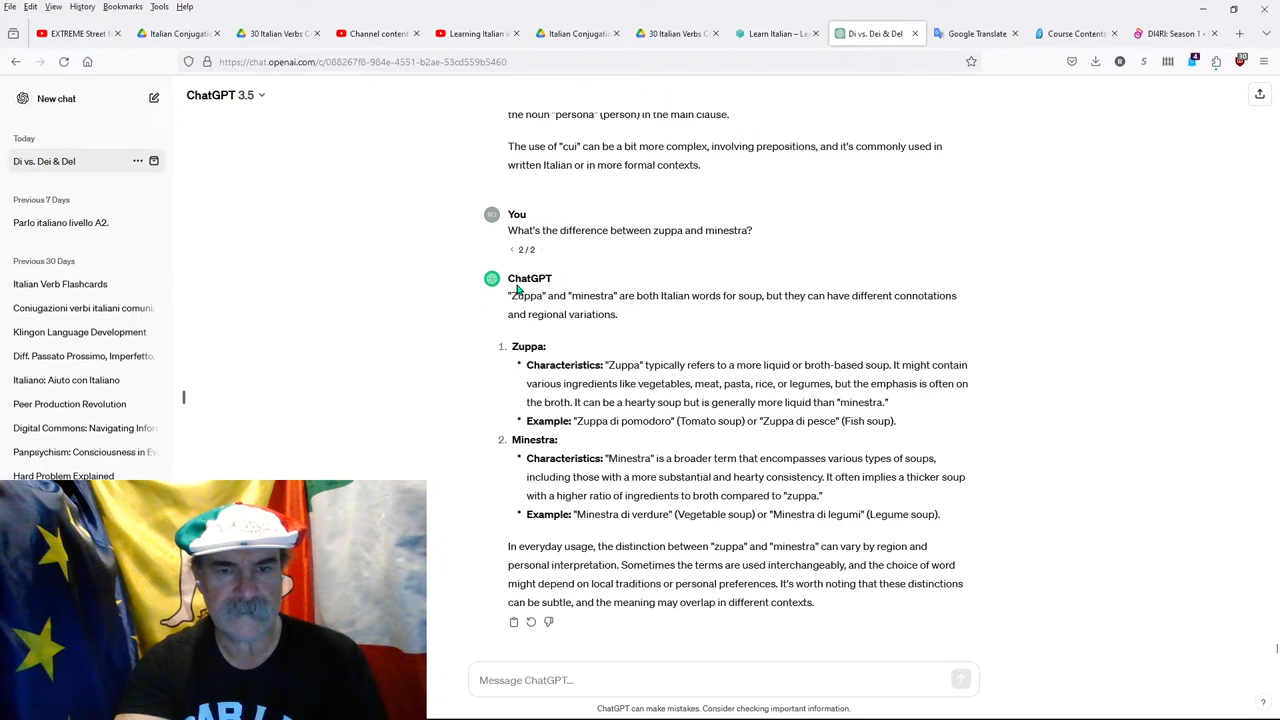 File Edit View History Bookmarks Tools Help
EXTREME Street f
Italian Conjugatio
30 Italian Verbs C
Channel content
Learning Italian in
Italian Conjugatio
30 Italian Verbs C
Learn Italian – Le
Di vs. Dei & Del
Google Translate
Course Contents
DI4RI: Season 1
https://chat.openai.com/c/088267f8-984e-4551-b2ae-53cd559b5460
4
30
New chat
ChatGPT 3.5
Today
Di vs. Dei & Del
Previous 7 Days
Parlo italiano livello A2.
Previous 30 Days
Italian Verb Flashcards
Coniugazioni verbi italiani comuni.
Klingon Language Development
Diff. Passato Prossimo, Imperfetto.
Italiano: Aiuto con Italiano
Peer Production Revolution
Digital Commons: Navigating Infor
Panpsychism: Consciousness in Ev
Hard Problem Explained
the noun "persona" (person) in the main clause.
The use of "cui" can be a bit more complex, involving prepositions, and it's commonly used in
written Italian or in more formal contexts.
RO
You
What's the difference between zuppa and minestra?
2 / 2
ChatGPT
"Zuppa" and "minestra" are both Italian words for soup, but they can have different connotations
and regional variations.
1. Zuppa:
• Characteristics: "Zuppa" typically refers to a more liquid or broth-based soup. It might contain
various ingredients like vegetables, meat, pasta, rice, or legumes, but the emphasis is often on
the broth. It can be a hearty soup but is generally more liquid than "minestra."
• Example: "Zuppa di pomodoro" (Tomato soup) or "Zuppa di pesce" (Fish soup).
2. Minestra:
• Characteristics: "Minestra" is a broader term that encompasses various types of soups,
including those with a more substantial and hearty consistency. It often implies a thicker soup
with a higher ratio of ingredients to broth compared to "zuppa."
• Example: "Minestra di verdure" (Vegetable soup) or "Minestra di legumi" (Legume soup).
In everyday usage, the distinction between "zuppa" and "minestra" can vary by region and
personal interpretation. Sometimes the terms are used interchangeably, and the choice of word
might depend on local traditions or personal preferences. It's worth noting that these distinctions
can be subtle, and the meaning may overlap in different contexts.
Message ChatGPT...
ChatGPT can make mistakes. Consider checking important information.
?